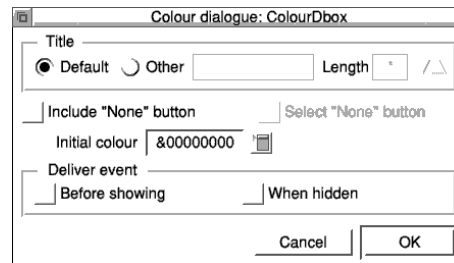 Colour dialogue: ColourDbox
Title
Default Other Length *
Include "None" button Select "None" button
Initial colour &00000000
Deliver event
Before showing When hidden
Cancel OK